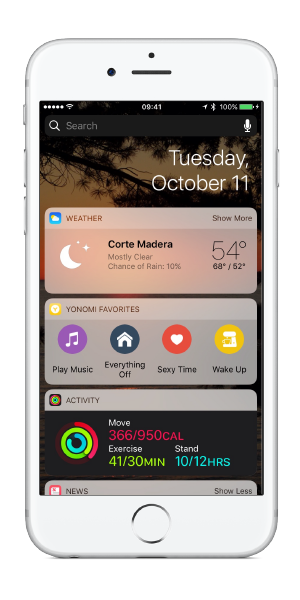 09:41
100%
Search
Tuesday,
October 11
WEATHER
Show More
Corte Madera
Mostly Clear
Chance of Rain: 10%
54°
68° / 52°
YONOMI FAVORITES
Play Music
Everything
Off
Sexy Time
Wake Up
ACTIVITY
Move
366/950CAL
Exercise
41/30MIN
Stand
10/12HRS
NEWS
Show Less